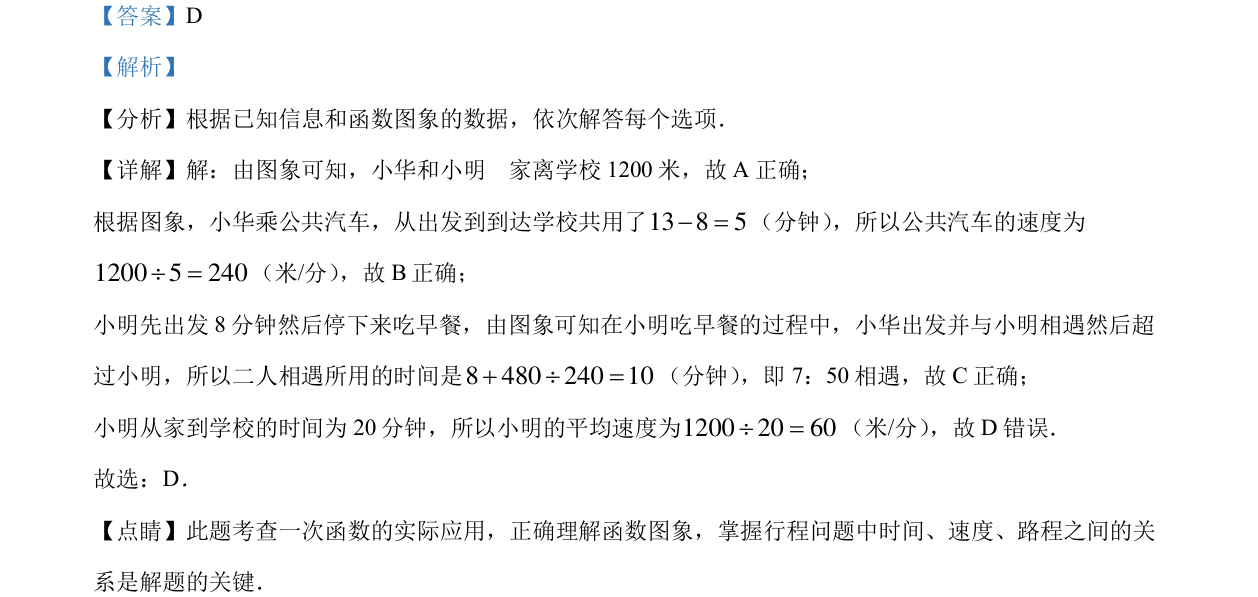 【答案】D
【解析】
【分析】根据已知信息和函数图象的数据，依次解答每个选项．
【详解】解：由图象可知，小华和小明　家离学校 1200 米，故 A 正确；
根据图象，小华乘公共汽车，从出发到到达学校共用了13−8＝5（分钟），所以公共汽车的速度为
1200÷5＝240（米/分），故 B 正确；
小明先出发 8 分钟然后停下来吃早餐，由图象可知在小明吃早餐的过程中，小华出发并与小明相遇然后超
过小明，所以二人相遇所用的时间是8+480÷240＝10（分钟），即 7：50 相遇，故 C 正确；
小明从家到学校的时间为 20 分钟，所以小明的平均速度为1200÷20＝60（米/分），故 D 错误．
故选：D．
【点睛】此题考查一次函数的实际应用，正确理解函数图象，掌握行程问题中时间、速度、路程之间的关
系是解题的关键．